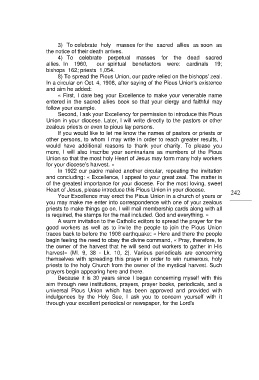 3) To celebrate holy masses for the sacred allies as soon as
the notice of their death arrives.
4) To celebrate perpetual masses for the dead sacred
allies. In 1960, our spiritual benefactors were: cardinals 19;
bishops 162; priests 1,054.
8) To spread the Pious Union, our padre relied on the bishops' zeal.
In a circular on Oct. 4, 1908, after saying of the Pious Union's existence
and aim he added:
« First, I dare beg your Excellence to make your venerable name
entered in the sacred allies book so that your clergy and faithful may
follow your example.
Second, I ask your Excellency for permission to introduce this Pious
Union in your diocese. Later, I will write directly to the pastors or other
zealous priests or even to pious lay persons.
If you would like to let me know the names of pastors or priests or
other persons, to whom I may write in order to reach greater results, I
would have additional reasons to thank your charity. To please you
more, I will also inscribe your seminarians as members of the Pious
Union so that the most holy Heart of Jesus may form many holy workers
for your diocese's harvest. »
In 1922 our padre mailed another circular, repeating the invitation
and concluding: « Excellence, I appeal to your great zeal. The matter is
of the greatest importance for your diocese. For the most loving, sweet
Heart of Jesus, please introduce this Pious Union in your diocese.
242
Your Excellence may erect the Pious Union in a church of yours or
you may make me enter into correspondence with one of your zealous
priests to make things go on. I will mail membership cards along with all
is required, the stamps for the mail included. God and everything. »
A warm invitation to the Catholic editors to spread the prayer for the
good workers as well as to invite the people to join the Pious Union
traces back to before the 1908 earthquake: « Here and there the people
begin feeling the need to obey the divine command, « Pray, therefore, to
the owner of the harvest that he will send out workers to gather in His
harvest» (Mt. 9, 38 - Lk. 10, 2). Various periodicals are concerning
themselves with spreading this prayer in order to win numerous, holy
priests to the holy Church from the owner of the mystical harvest. Such
prayers begin appearing here and there
Because it is 30 years since I began concerning myself with this
aim through new institutions, prayers, prayer books, periodicals, and a
universal Pious Union which has been approved and provided with
indulgences by the Holy See, I ask you to concern yourself with it
through your excellent periodical or newspaper, for the Lord's